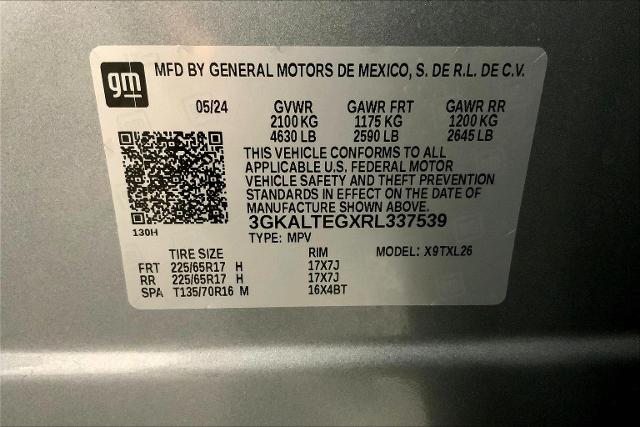 gm MFD BY GENERAL MOTORS DE MEXICO, S. DE R.L. DE C.V.
05/24 GVWR GAWR FRT GAWR RR
2100 KG 1175 KG 1200 KG
4630 LB 2590 LB 2645 LB
THIS VEHICLE CONFORMS TO ALL
APPLICABLE U.S. FEDERAL MOTOR
VEHICLE SAFETY AND THEFT PREVENTION
STANDARDS IN EFFECT ON THE DATE OF
MANUFACTURE SHOWN ABOVE.
3GKALTEGXRL337539
130H
TYPE: MPV
TIRE SIZE RIM MODEL: X9TXL26
FRT 225/65R17 H 17X7J
RR 225/65R17 H 17X7J
SPA T135/70R16 M 16X4BT